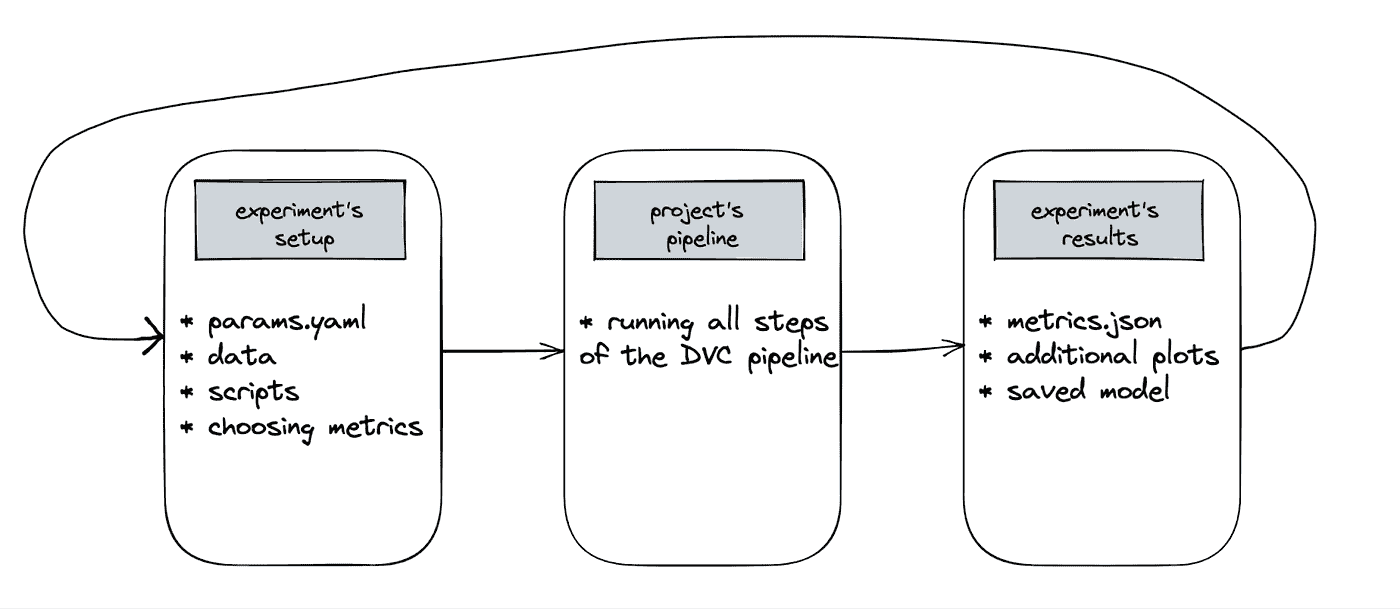 experiment's
setup
* params.yaml
* data
* scripts
* choosing metrics
project's
pipeline
* running all steps
of the DVC pipeline
experiment's
results
* metrics.json
* additional plots
* saved model